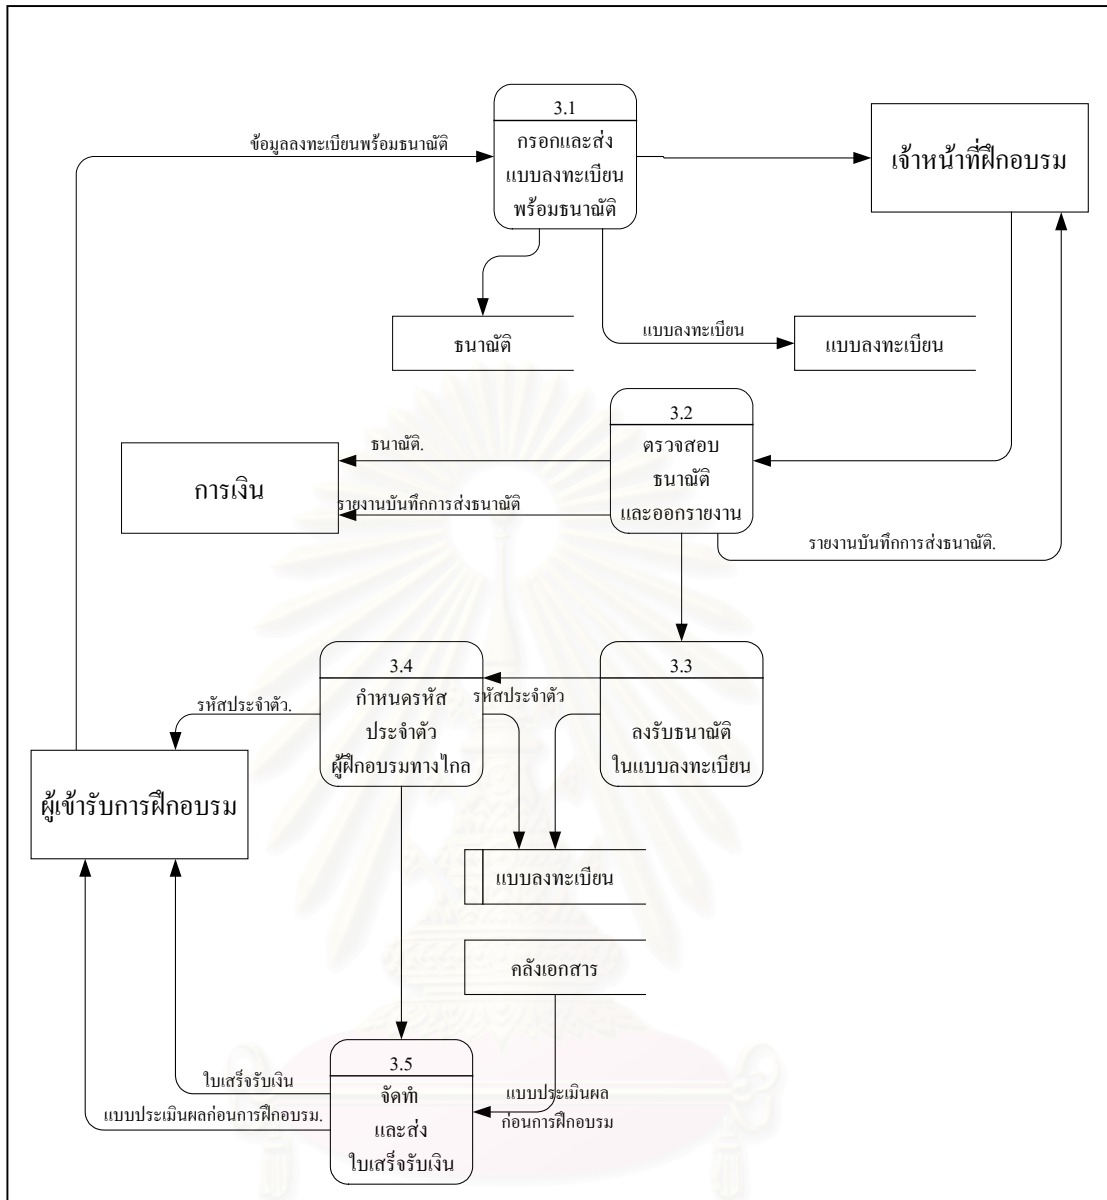 3.1
กรอกและส่ง
แบบลงทะเบียน
พร้อมธนาณัติ
ข้อมูลลงทะเบียนพร้อมธนาณัติ
เจ้าหน้าที่ฝึกอบรม
ธนาณัติ
แบบลงทะเบียน
แบบลงทะเบียน
3.2
ตรวจสอบ
ธนาณัติ
และออกรายงาน
ธนาณัติ.
การเงิน
รายงานบันทึกการส่งธนาณัติ
รายงานบันทึกการส่งธนาณัติ.
3.4
กำหนดรหัส
ประจำตัว
ผู้ฝึกอบรมทางไกล
รหัสประจำตัว
3.3
ลงรับธนาณัติ
ในแบบลงทะเบียน
รหัสประจำตัว.
ผู้เข้ารับการฝึกอบรม
แบบลงทะเบียน
คลังเอกสาร
3.5
จัดทำ
และส่ง
ใบเสร็จรับเงิน
ใบเสร็จรับเงิน
แบบประเมินผลก่อนการฝึกอบรม.
แบบประเมินผล
ก่อนการฝึกอบรม